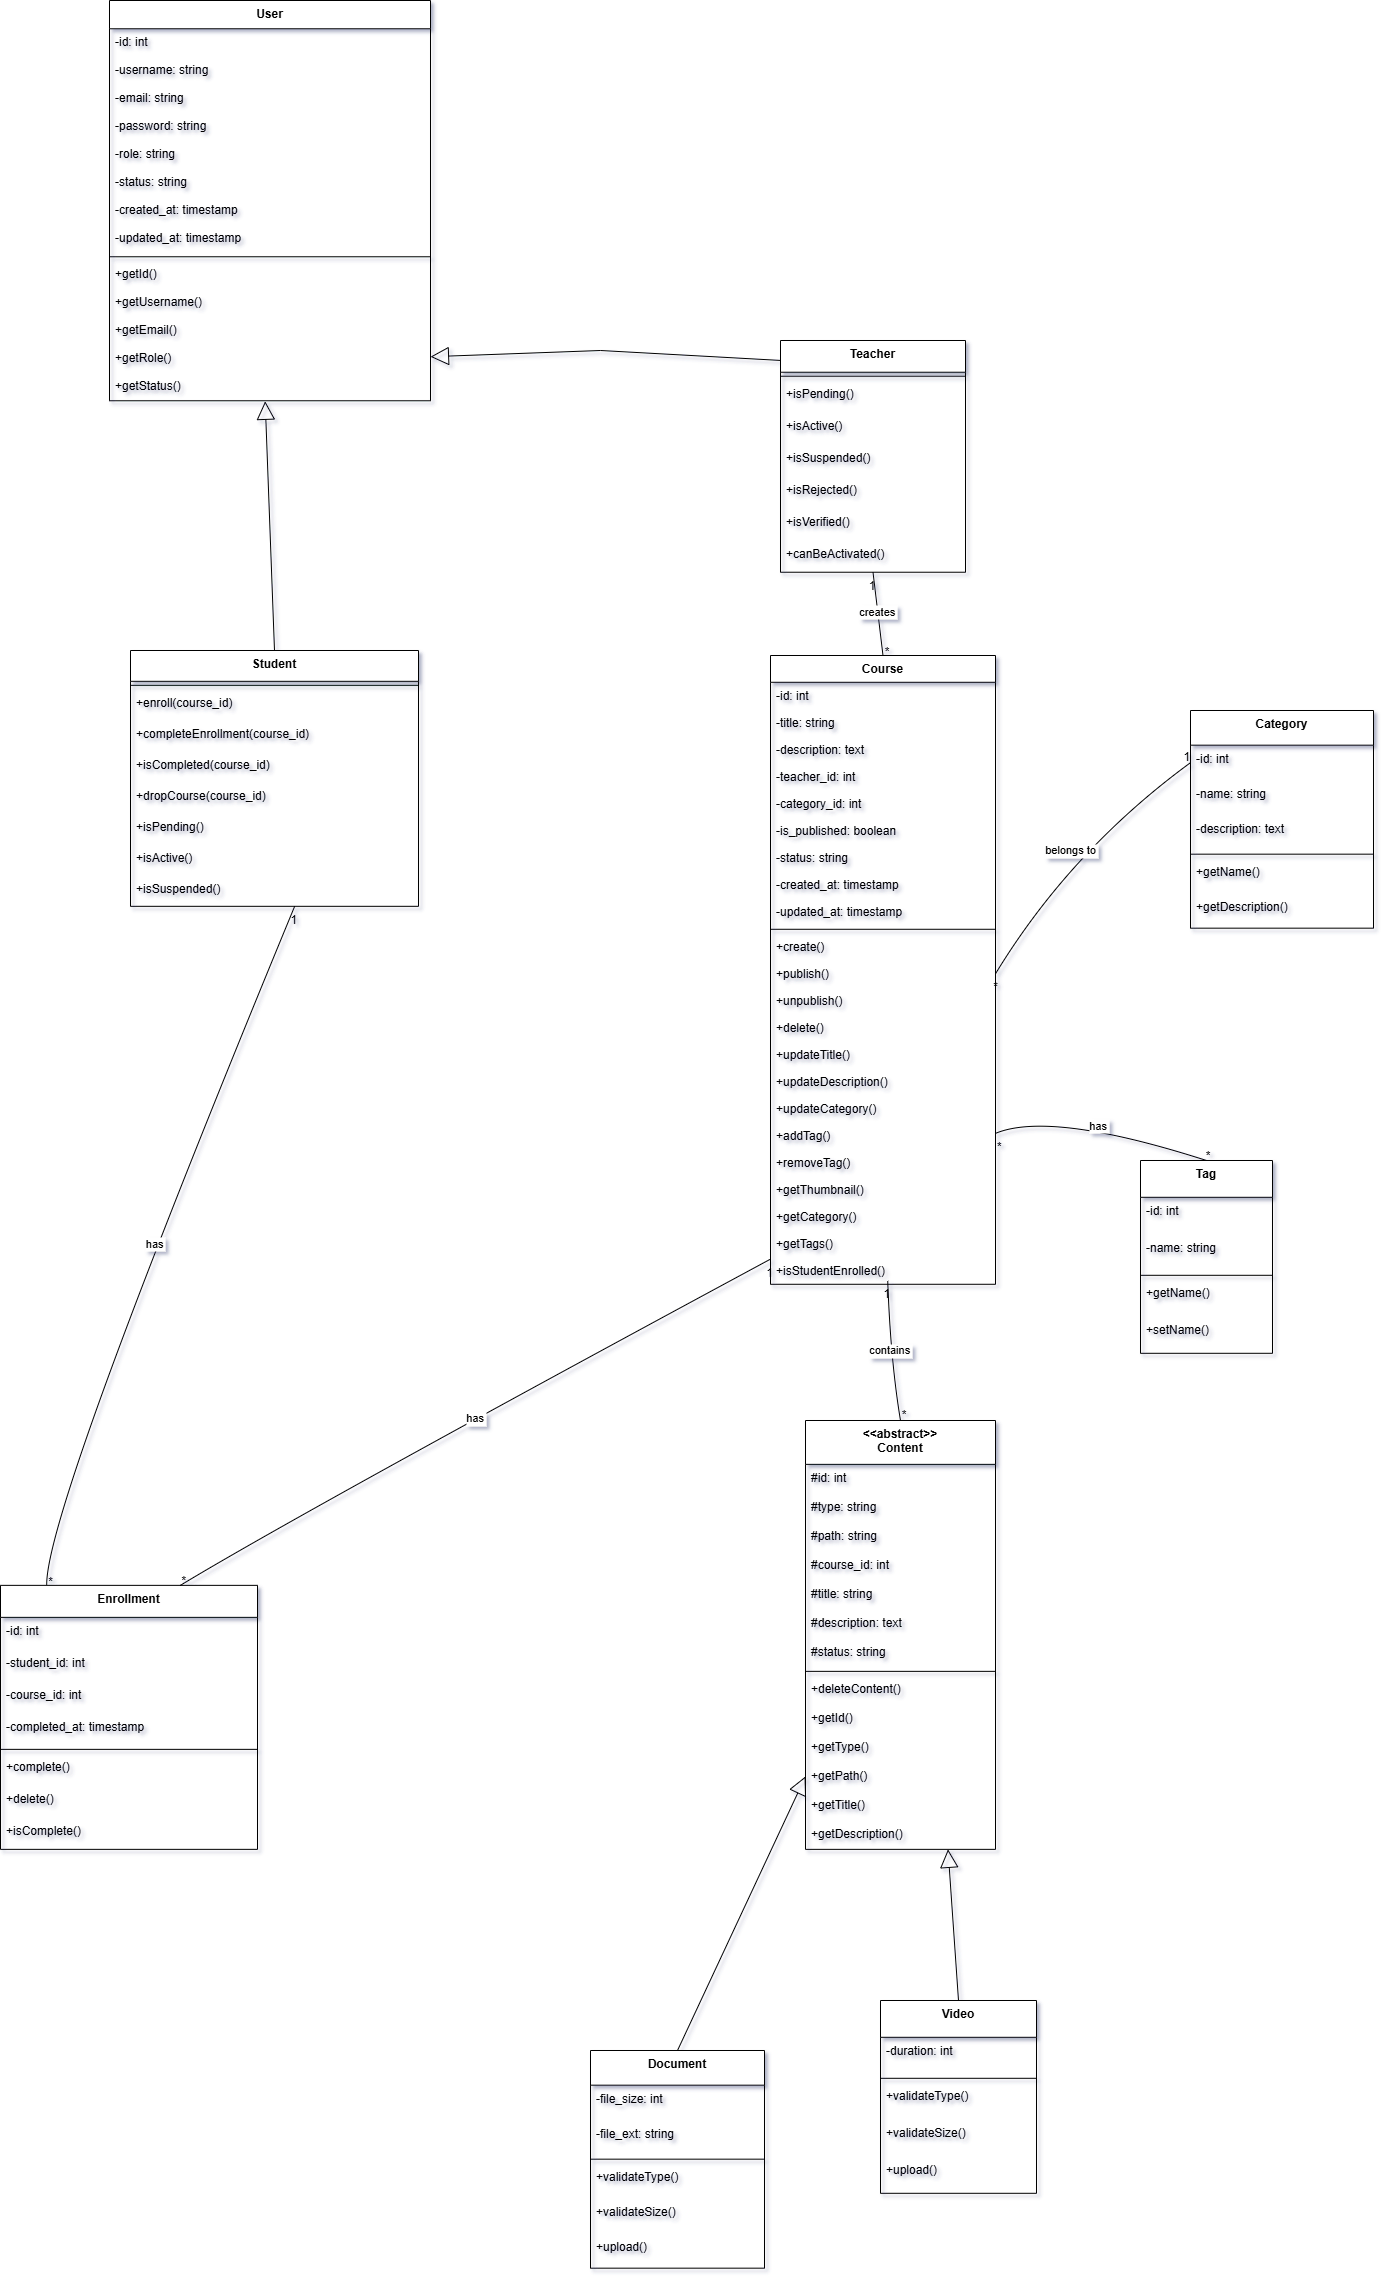 User
-id: int
-username: string
-email: string
-password: string
-role: string
-status: string
-created_at: timestamp
-updated_at: timestamp
+getId()
+getUsername()
+getEmail()
+getRole()
+getStatus()
Teacher
+isPending()
+isActive()
+isSuspended()
+isRejected()
+isVerified()
+canBeActivated()
1
creates
*
Student
+enroll(course_id)
+completeEnrollment(course_id)
+isCompleted(course_id)
+dropCourse(course_id)
+isPending()
+isActive()
+isSuspended()
1
has
*
Course
-id: int
-title: string
-description: text
-teacher_id: int
-category_id: int
-is_published: boolean
-status: string
-created_at: timestamp
-updated_at: timestamp
+create()
+publish()
+unpublish()
+delete()
+updateTitle()
+updateDescription()
+updateCategory()
+addTag()
+removeTag()
+getThumbnail()
+getCategory()
+getTags()
+isStudentEnrolled()
Category
-id: int
-name: string
-description: text
+getName()
+getDescription()
1
belongs to
*
has
*
*
Tag
-id: int
-name: string
+getName()
+setName()
1
has
*
1
contains
*
Enrollment
-id: int
-student_id: int
-course_id: int
-completed_at: timestamp
+complete()
+delete()
+isComplete()
<<abstract>>
Content
#id: int
#type: string
#path: string
#course_id: int
#title: string
#description: text
#status: string
+deleteContent()
+getId()
+getType()
+getPath()
+getTitle()
+getDescription()
Video
-duration: int
+validateType()
+validateSize()
+upload()
Document
-file_size: int
-file_ext: string
+validateType()
+validateSize()
+upload()